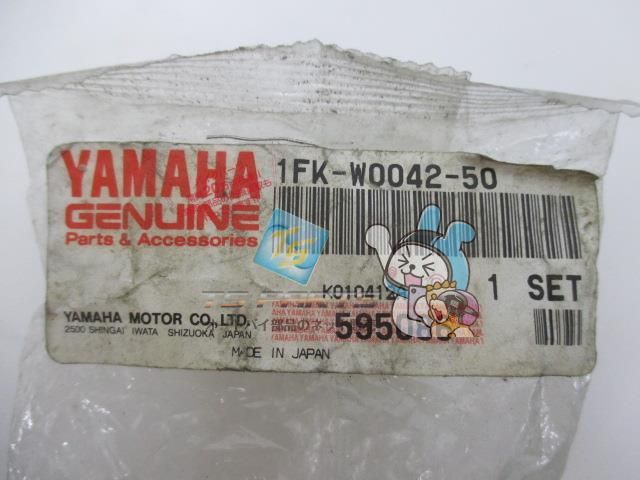 YAMAHA
GENUINE
Parts & Accessories
1FK-W0042-50
1 SET
YAMAHA MOTOR CO., LTD.
2500 SHINGAI IWATA SHIZUOKA JAPAN
MADE IN JAPAN